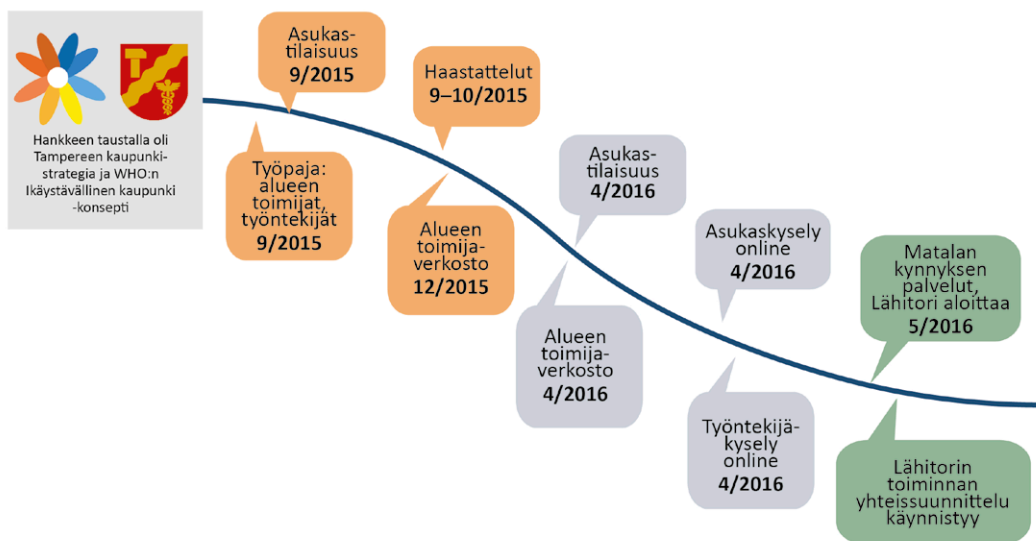 Hankkeen taustalla oli
Tampereen kaupunki-
strategia ja WHO:n
Ikäystävällinen kaupunki
-konsepti
Asukas-
tilaisuus
9/2015
Työpaja:
alueen
toimijat,
työntekijät
9/2015
Haastattelut
9–10/2015
Alueen
toimija-
verkosto
12/2015
Asukas-
tilaisuus
4/2016
Alueen
toimija-
verkosto
4/2016
Asukaskysely
online
4/2016
Työntekijä-
kysely
online
4/2016
Matalan
kynnyksen
palvelut,
Lähitori aloittaa
5/2016
Lähitorin
toiminnan
yhteissuunnittelu
käynnistyy